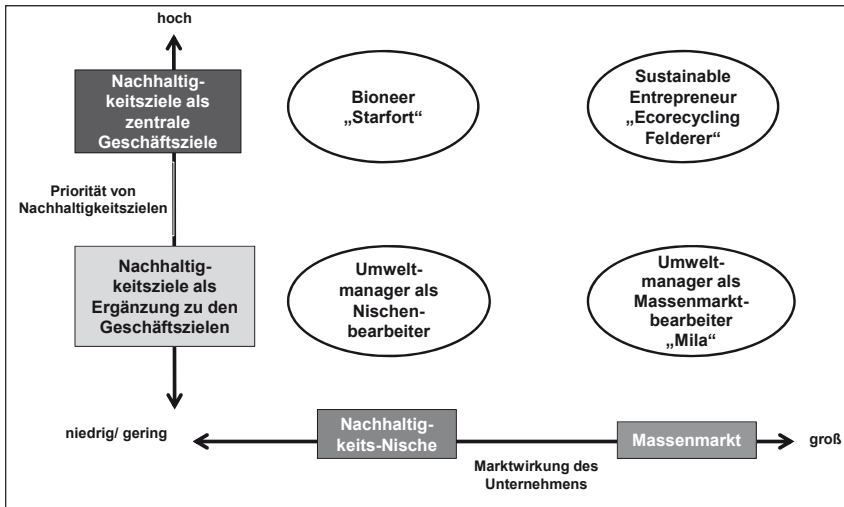 hoch
Nachhaltig-
keitsziele als
zentrale
Geschäftsziele
Bioneer
„Starfort“
Sustainable
Entrepreneur
„Ecorecycling
Felderer“
Priorität von
Nachhaltigkeitszielen
Nachhaltig-
keitsziele als
Ergänzung zu den
Geschäftszielen
Umwelt-
manager als
Nischen-
bearbeiter
Umwelt-
manager als
Massenmarkt-
bearbeiter
„Mila“
niedrig/ gering
Nachhaltig-
keits-Nische
Massenmarkt
groß
Marktwirkung des
Unternehmens